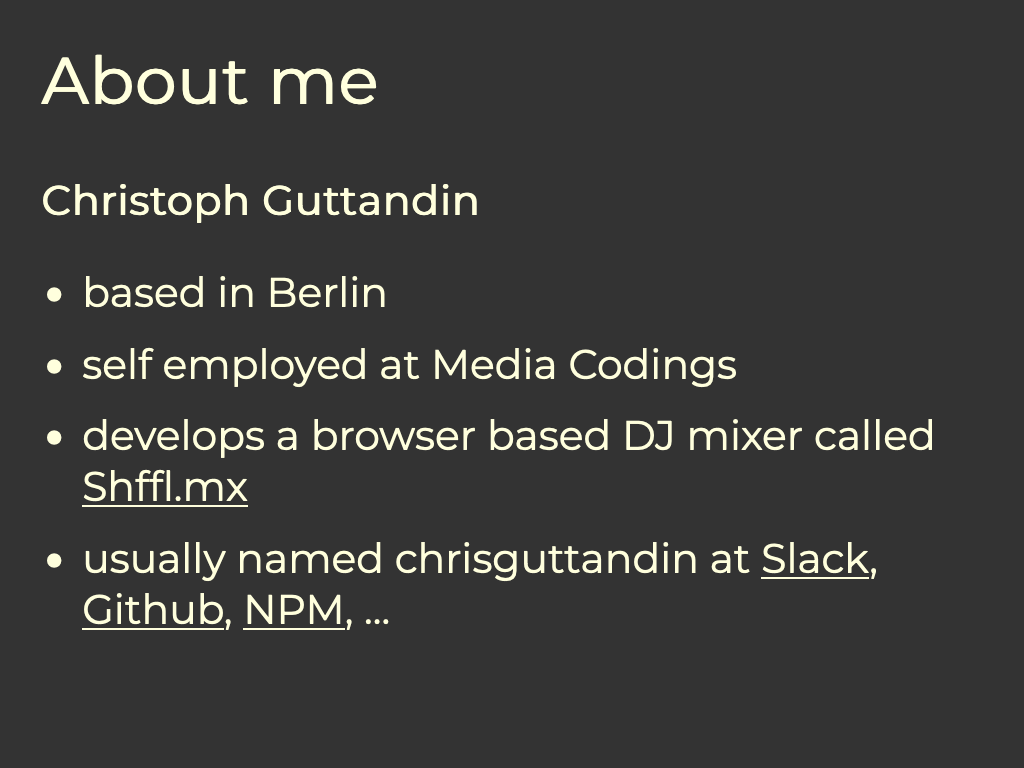 About me
Christoph Guttandin
• based in Berlin
• self employed at Media Codings
• develops a browser based DJ mixer called
Shffl.mx
• usually named chrisguttandin at Slack,
Github, NPM, ...